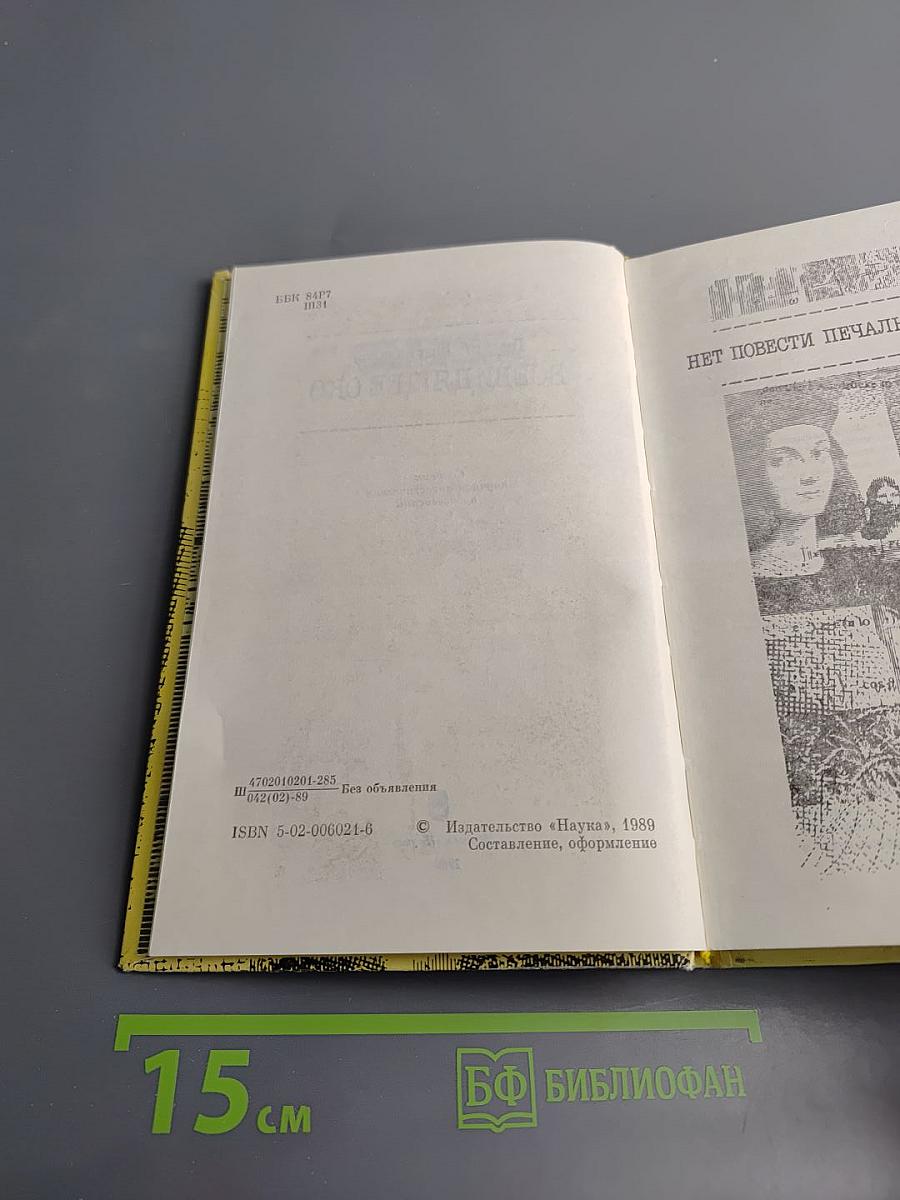 ББК 84Р7
Ш31
Ш 4702010201-285
042(02)-89 Без объявления
ISBN 5-02-006021-6 © Издательство «Наука», 1989
Составление, оформление
НЕТ ПОВЕСТИ ПЕЧАЛЬ
15 см
БФ БИБЛИОФАН